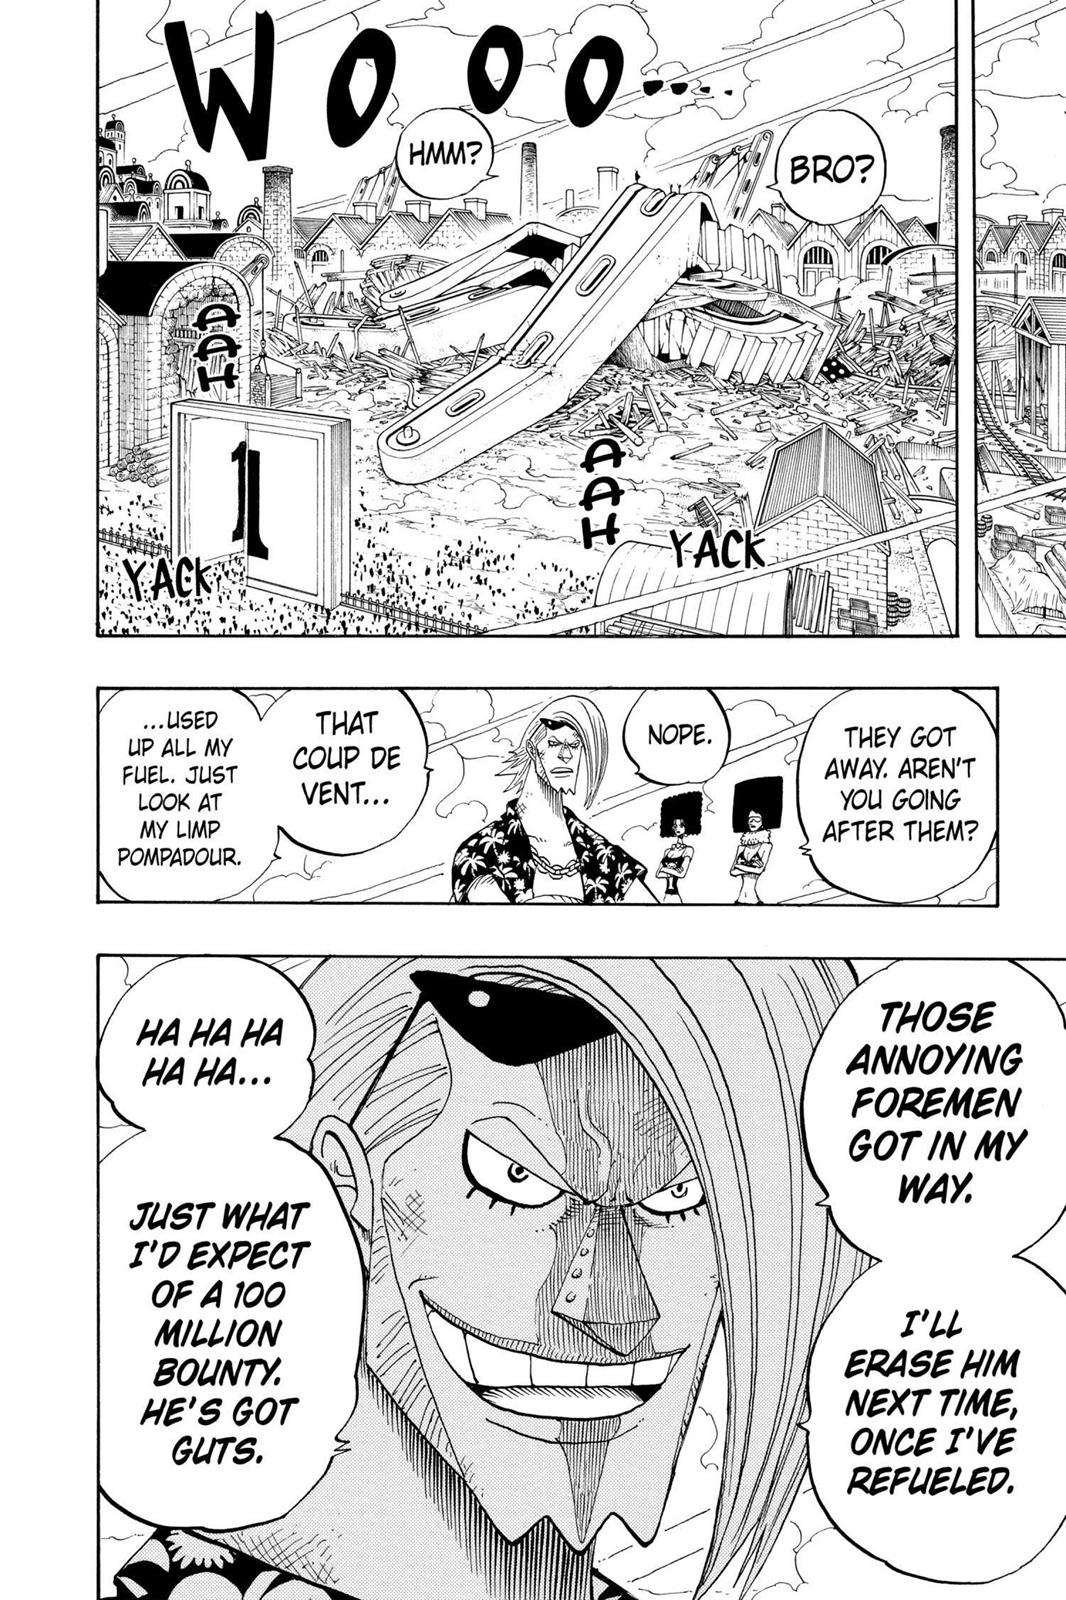 WOOO....
BRO?
HMM?
IDD
1
AAH
YACK
YACK
THEY GOT
AWAY. AREN'T
YOU GOING
AFTER THEM?
NOPE.
THAT
COUP DE
VENT...
...USED
UP ALL MY
FUEL. JUST
LOOK AT
MY LIMP
POMPADOUR.
THOSE
ANNOYING
FOREMEN
GOT IN MY
WAY.
I'LL
ERASE HIM
NEXT TIME,
ONCE I'VE
REFUELED.
HA HA HA
HA HA...
JUST WHAT
I'D EXPECT
OF A 100
MILLION
BOUNTY.
HE'S GOT
GUTS.